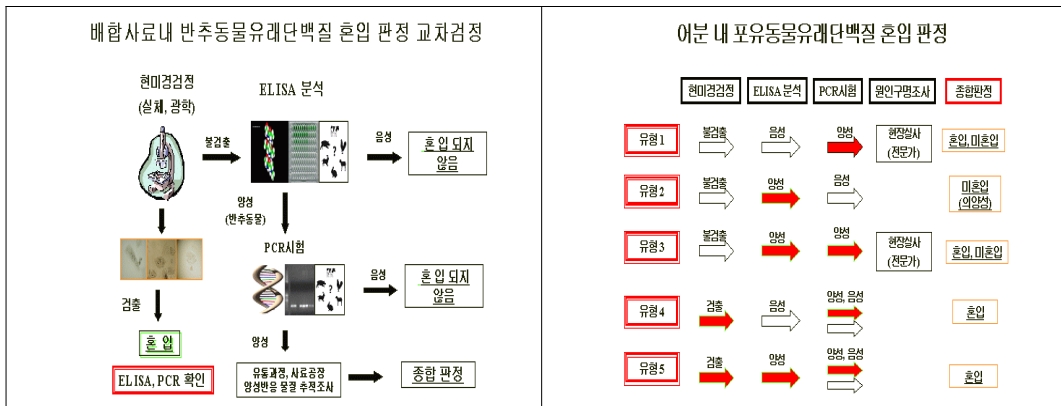 배합사료내 반추동물유래단백질 혼입 판정 교차검정
현미경검정
(실체, 광학)
ELISA 분석
불검출
음성
혼입 되지
않음
양성
(반추동물)
PCR시험
음성
혼입 되지
않음
검출
혼 입
ELISA, PCR 확인
양성
유통과정, 사료공장
양성반응 물질 추적조사
종합 판정
어분 내 포유동물유래단백질 혼입 판정
현미경검정
ELISA 분석
PCR시험
원인구명조사
종합판정
유형1
불검출
음성
양성
현장실사
(전문가)
혼입, 미혼입
유형2
불검출
양성
음성
미혼입
(의양성)
유형3
불검출
양성
양성
현장실사
(전문가)
혼입, 미혼입
유형4
검출
음성
양성, 음성
혼입
유형5
검출
양성
양성, 음성
혼입